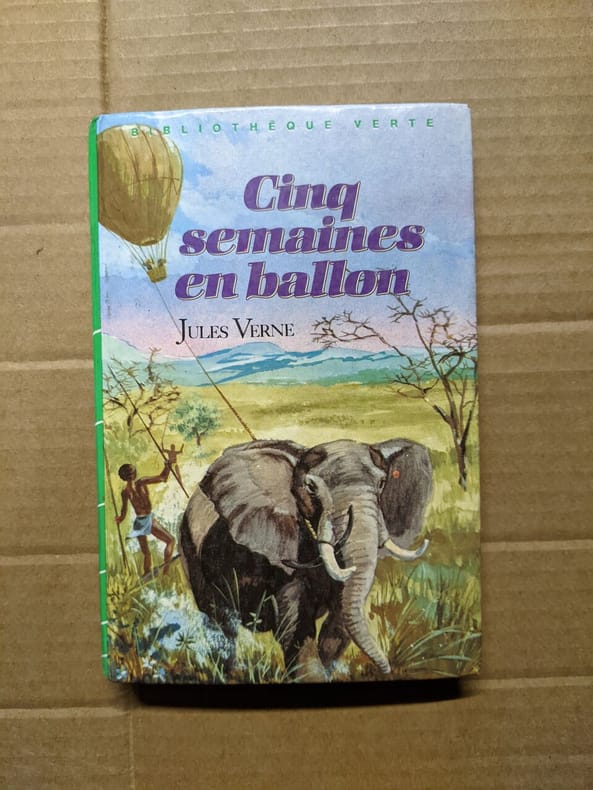 BIBLIOTHÈQUE VERTE
Cinq
semaines
en ballon
JULES VERNE